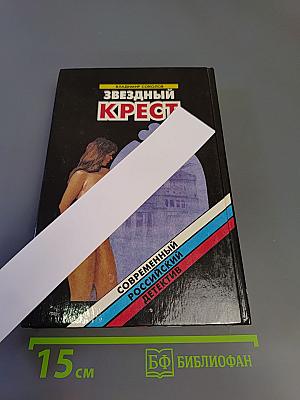 ВЛАДИМИР СОКОЛОВ
ЗВЕЗДНЫЙ
КРЕСТ
СОВРЕМЕННЫЙ
РОССИЙСКИЙ
ДЕТЕКТИВ
15 см
БФ БИБЛИОФАН